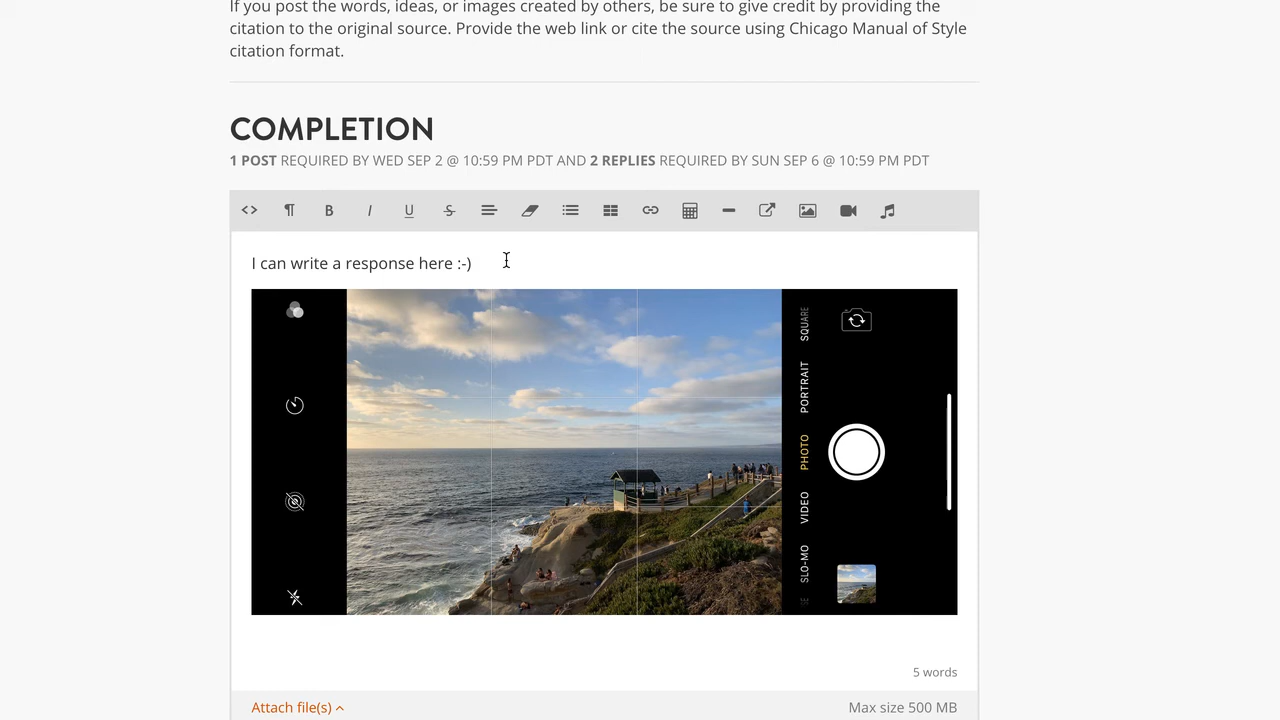 If you post the words, ideas, or images created by others, be sure to give credit by providing the
citation to the original source. Provide the web link or cite the source using Chicago Manual of Style
citation format.
COMPLETION
1 POST REQUIRED BY WED SEP 2 @ 10:59 PM PDT AND 2 REPLIES REQUIRED BY SUN SEP 6 @ 10:59 PM PDT
I can write a response here :-)
SQUARE
PORTRAIT
PHOTO
VIDEO
SLO-MO
5 words
Attach file(s)
Max size 500 MB